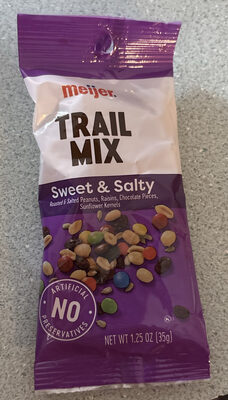 meijer.
TRAIL
MIX
Sweet & Salty
Roasted & Salted Peanuts, Raisins, Chocolate Pieces,
Sunflower Kernels
ARTIFICIAL
NO
PRESERVATIVES
NET WT 1.25 OZ (35g)